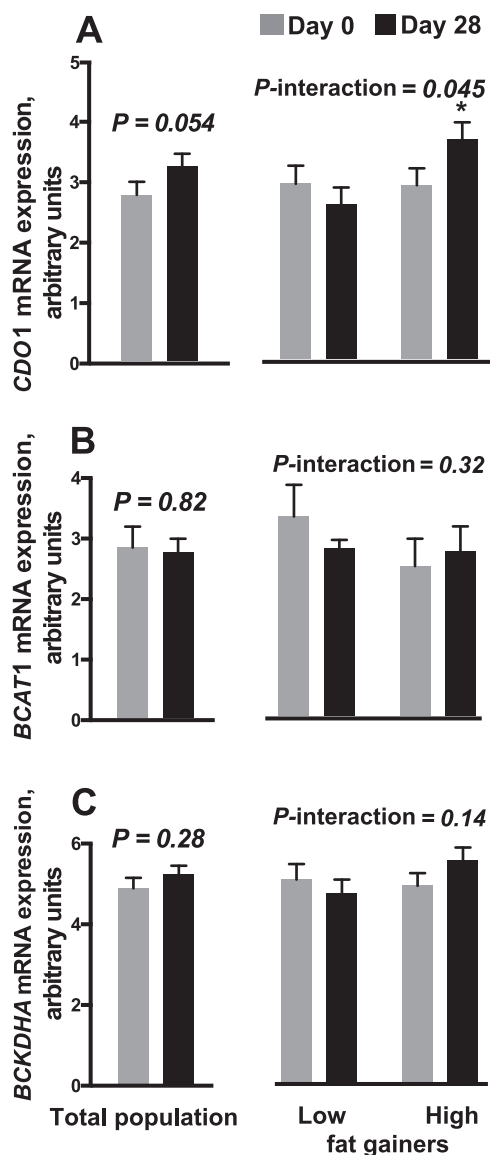 Day 0 Day 28
A
CDO1 mRNA expression,
arbitrary units
5
4
3
2
1
0
P = 0.054
P-interaction = 0.045
*
B
BCAT1 mRNA expression,
arbitrary units
4
3
2
1
0
P = 0.82
P-interaction = 0.32
C
BCKDHA mRNA expression,
arbitrary units
6
4
2
0
P = 0.28
P-interaction = 0.14
Total population
Low High
fat gainers